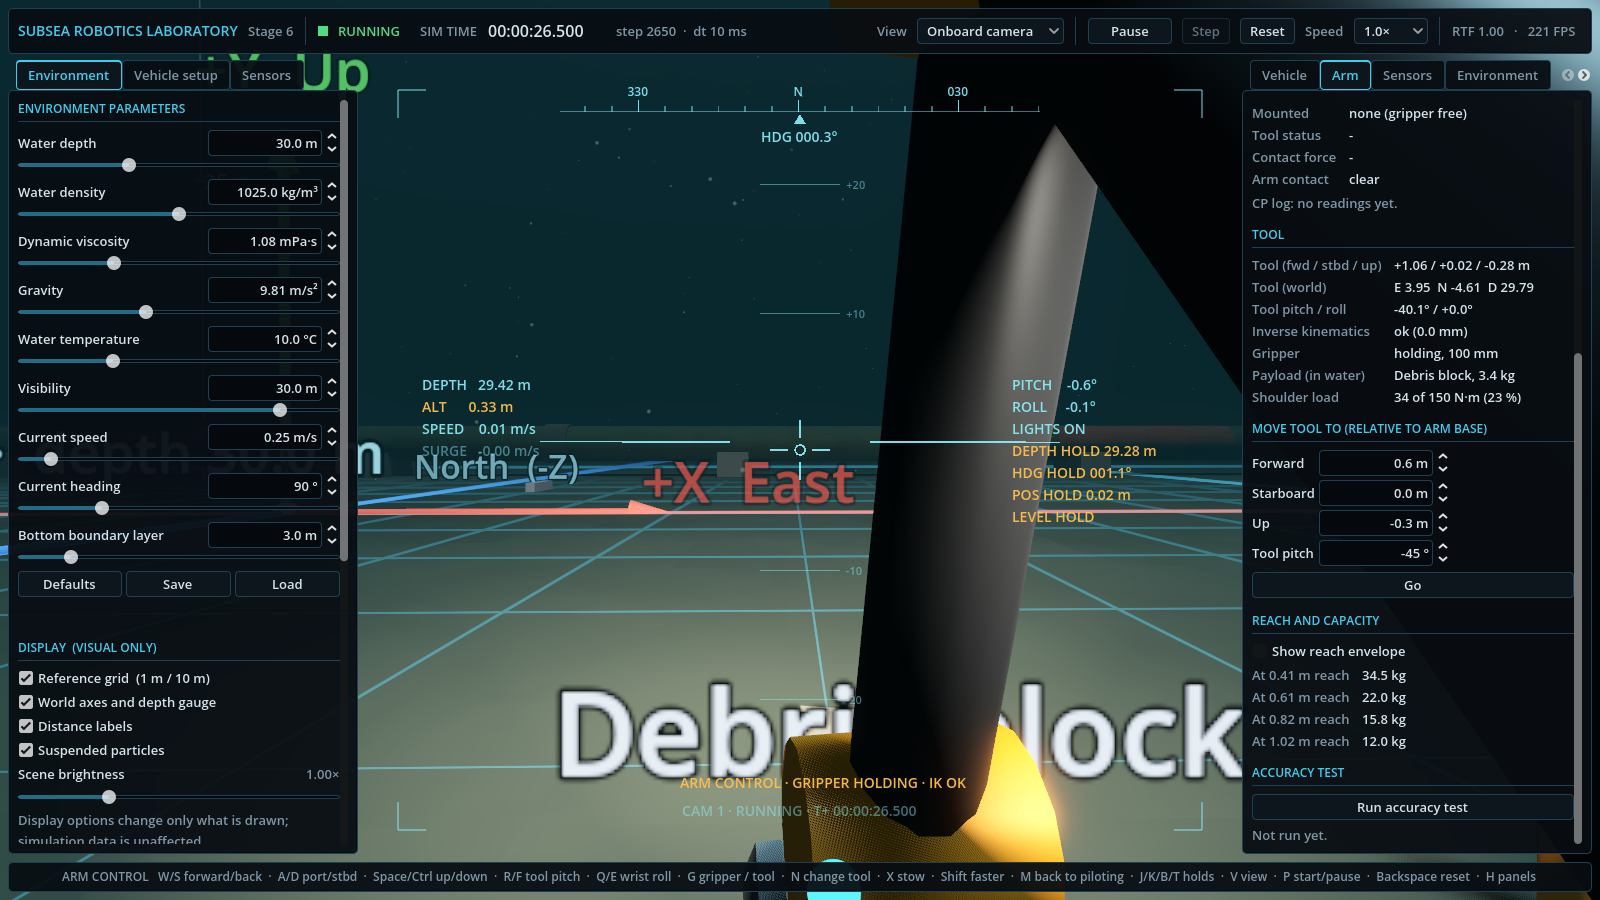 SUBSEA ROBOTICS LABORATORY Stage 6 RUNNING SIM TIME 00:00:26.500 step 2650 · dt 10 ms View Onboard camera Pause Step Reset Speed 1.0× RTF 1.00 · 221 FPS
Environment Vehicle setup Sensors
Up
ENVIRONMENT PARAMETERS
Water depth 30.0 m
Water density 1025.0 kg/m³
Dynamic viscosity 1.08 mPa·s
Gravity 9.81 m/s²
Water temperature 10.0 °C
Visibility 30.0 m
Current speed 0.25 m/s
Current heading 90 °
Bottom boundary layer 3.0 m
Defaults Save Load
DISPLAY (VISUAL ONLY)
Reference grid (1 m / 10 m)
World axes and depth gauge
Distance labels
Suspended particles
Scene brightness 1.00×
Display options change only what is drawn;
simulation data is unaffected
330 N 030
HDG 000.3°
+20
+10
-10
-20
DEPTH 29.42 m
ALT 0.33 m
SPEED 0.01 m/s
SURGE -0.00 m/s
North (-Z)
+X East
PITCH -0.6°
ROLL -0.1°
LIGHTS ON
DEPTH HOLD 29.28 m
HDG HOLD 001.1°
POS HOLD 0.02 m
LEVEL HOLD
Debris block
ARM CONTROL · GRIPPER HOLDING · IK OK
CAM 1 · RUNNING · T+ 00:00:26.500
Vehicle Arm Sensors Environment
Mounted none (gripper free)
Tool status -
Contact force -
Arm contact clear
CP log: no readings yet.
TOOL
Tool (fwd / stbd / up) +1.06 / +0.02 / -0.28 m
Tool (world) E 3.95 N -4.61 D 29.79
Tool pitch / roll -40.1° / +0.0°
Inverse kinematics ok (0.0 mm)
Gripper holding, 100 mm
Payload (in water) Debris block, 3.4 kg
Shoulder load 34 of 150 N·m (23 %)
MOVE TOOL TO (RELATIVE TO ARM BASE)
Forward 0.6 m
Starboard 0.0 m
Up -0.3 m
Tool pitch -45 °
Go
REACH AND CAPACITY
Show reach envelope
At 0.41 m reach 34.5 kg
At 0.61 m reach 22.0 kg
At 0.82 m reach 15.8 kg
At 1.02 m reach 12.0 kg
ACCURACY TEST
Run accuracy test
Not run yet.
ARM CONTROL W/S forward/back · A/D port/stbd · Space/Ctrl up/down · R/F tool pitch · Q/E wrist roll · G gripper / tool · N change tool · X stow · Shift faster · M back to piloting · J/K/B/T holds · V view · P start/pause · Backspace reset · H panels